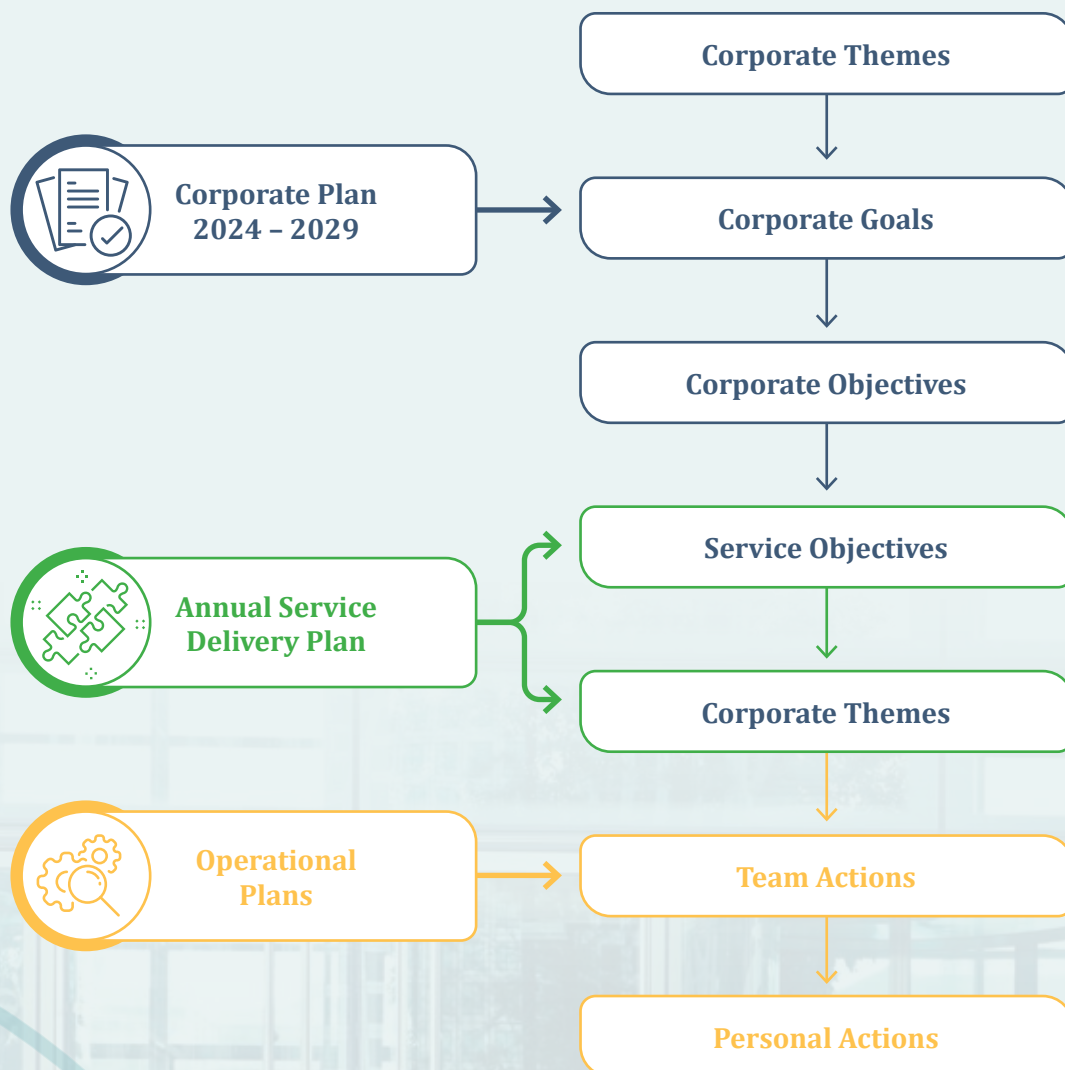 Corporate Themes
Corporate Plan
2024 – 2029
Corporate Goals
Corporate Objectives
Service Objectives
Annual Service
Delivery Plan
Corporate Themes
Operational
Plans
Team Actions
Personal Actions